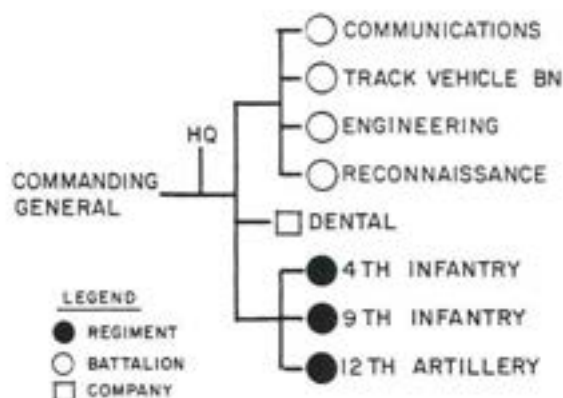 COMMUNICATIONS
TRACK VEHICLE BN
ENGINEERING
RECONNAISSANCE
HQ
COMMANDING
GENERAL
DENTAL
4TH INFANTRY
9TH INFANTRY
12TH ARTILLERY
LEGEND
REGIMENT
BATTALION
COMPANY